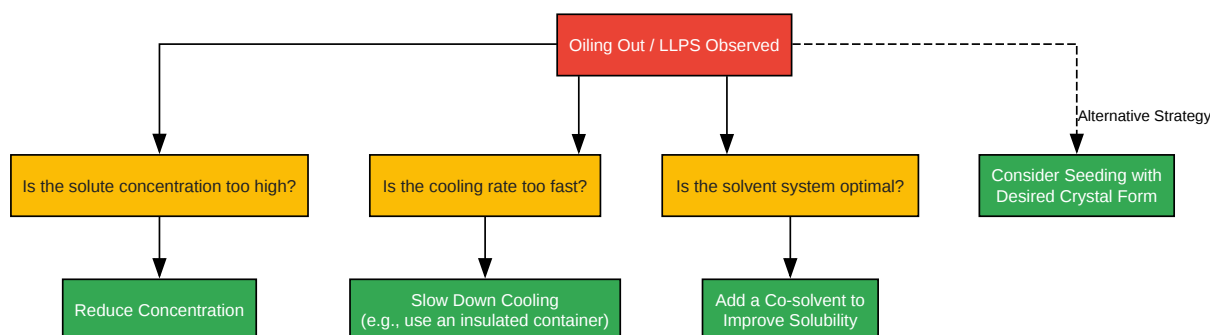 Oiling Out / LLPS Observed
Alternative Strategy
Is the solute concentration too high?
Is the cooling rate too fast?
Is the solvent system optimal?
Consider Seeding with
Desired Crystal Form
Reduce Concentration
Slow Down Cooling
(e.g., use an insulated container)
Add a Co-solvent to
Improve Solubility